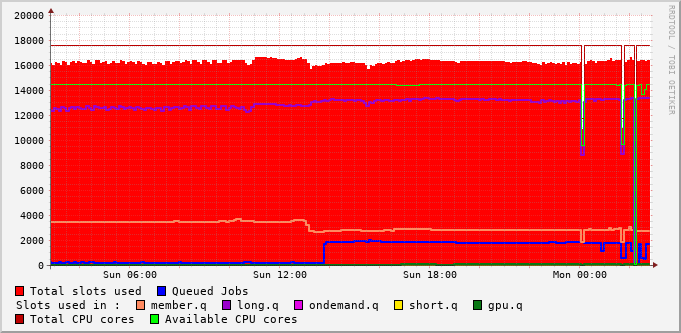 20000
18000
16000
14000
12000
10000
8000
6000
4000
2000
0
Sun 06:00 Sun 12:00 Sun 18:00 Mon 00:00
RRDTOOL / TOBI OETIKER
Total slots used Queued Jobs
Slots used in : member.q long.q ondemand.q short.q gpu.q
Total CPU cores Available CPU cores